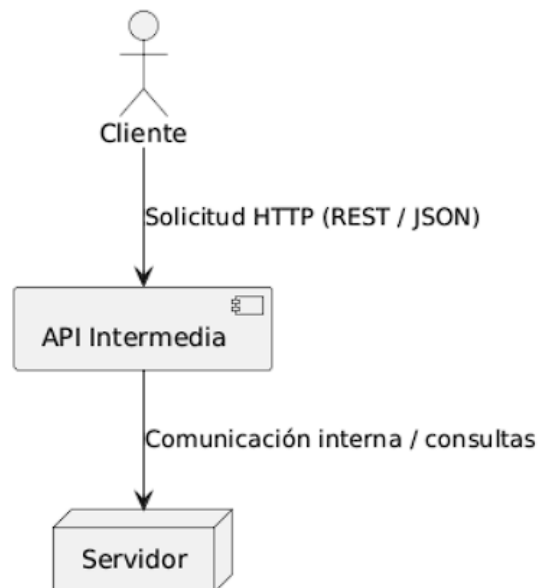 Cliente
Solicitud HTTP (REST / JSON)
API Intermedia
Comunicación interna / consultas
Servidor